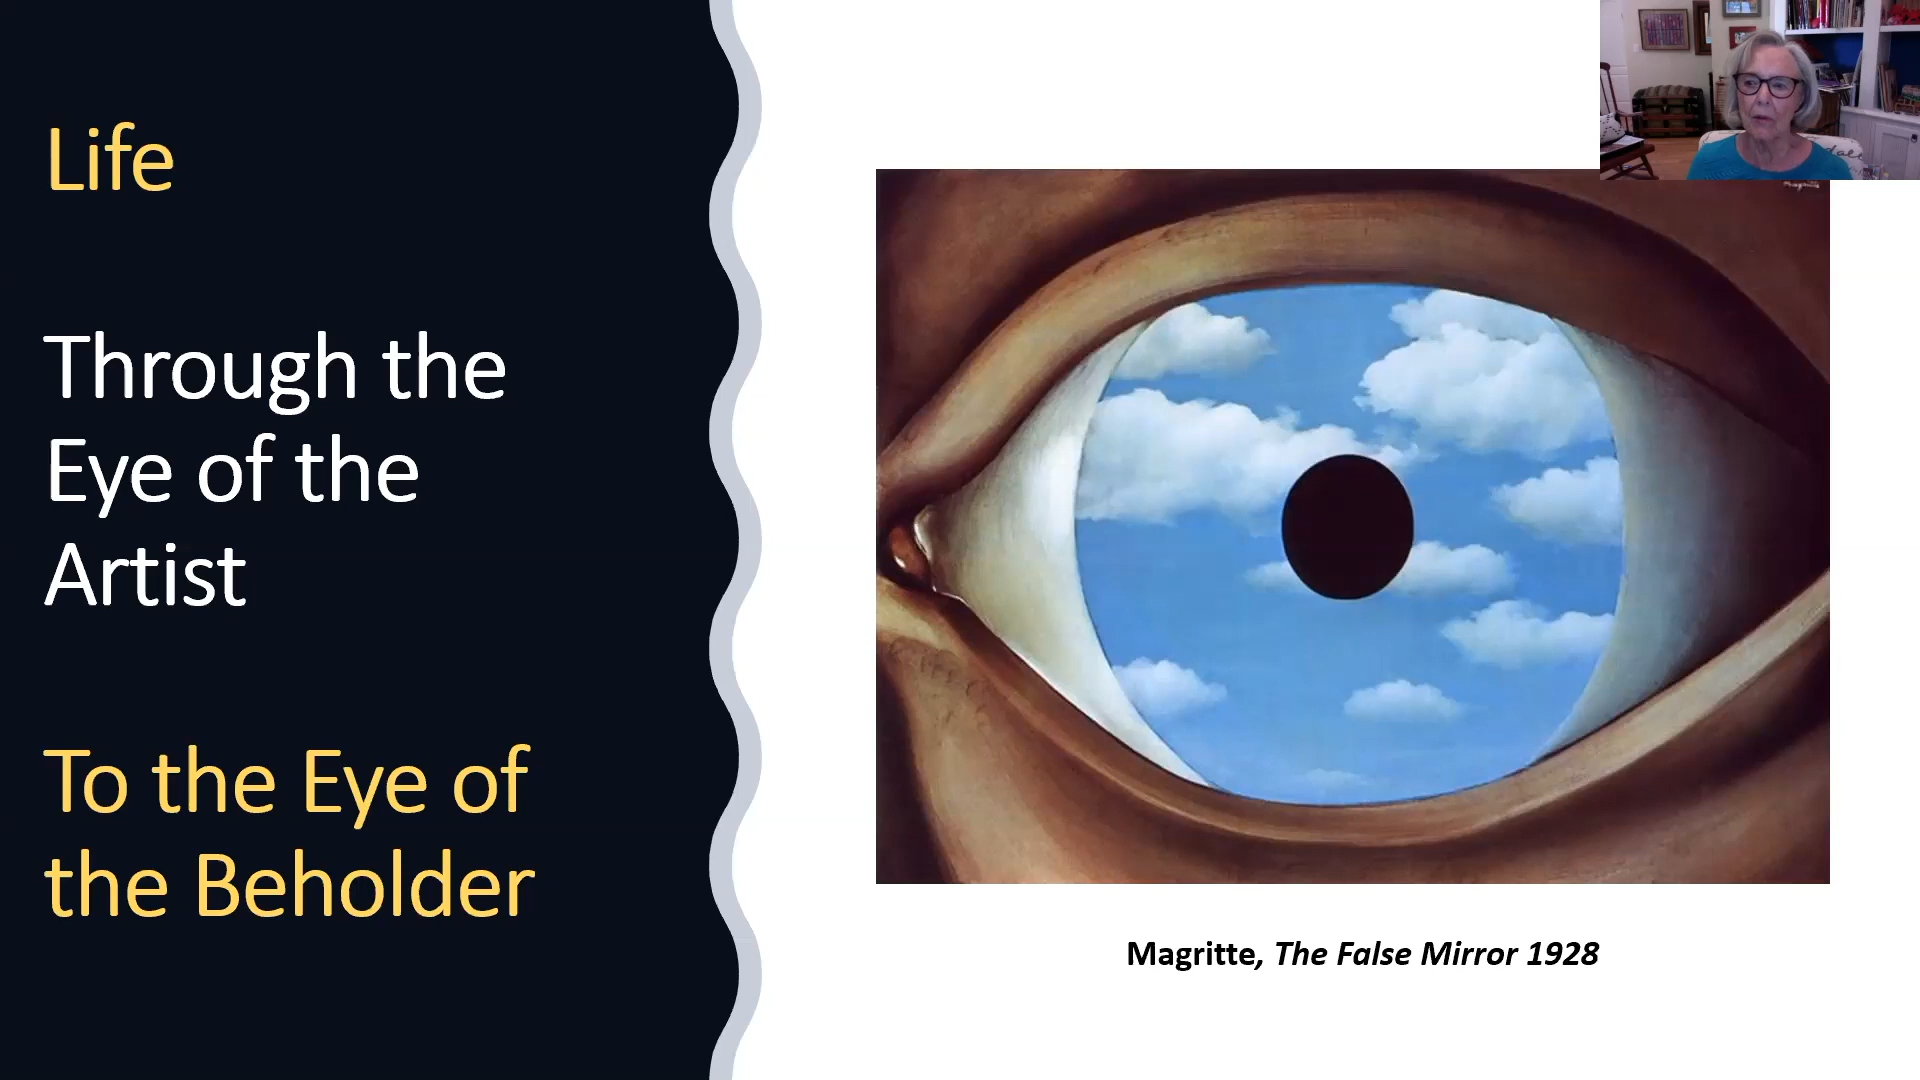 Life
Through the
Eye of the
Artist
To the Eye of
the Beholder
Magritte, The False Mirror 1928